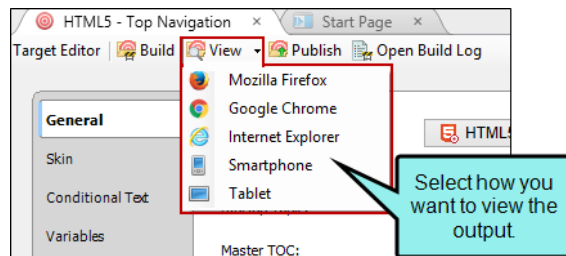 HTML5 - Top Navigation × Start Page ×
Target Editor Build View Publish Open Build Log
Mozilla Firefox
Google Chrome
Internet Explorer
Smartphone
Tablet
General
Skin
Conditional Text
Variables
Master TOC:
Select how you
want to view the
output.